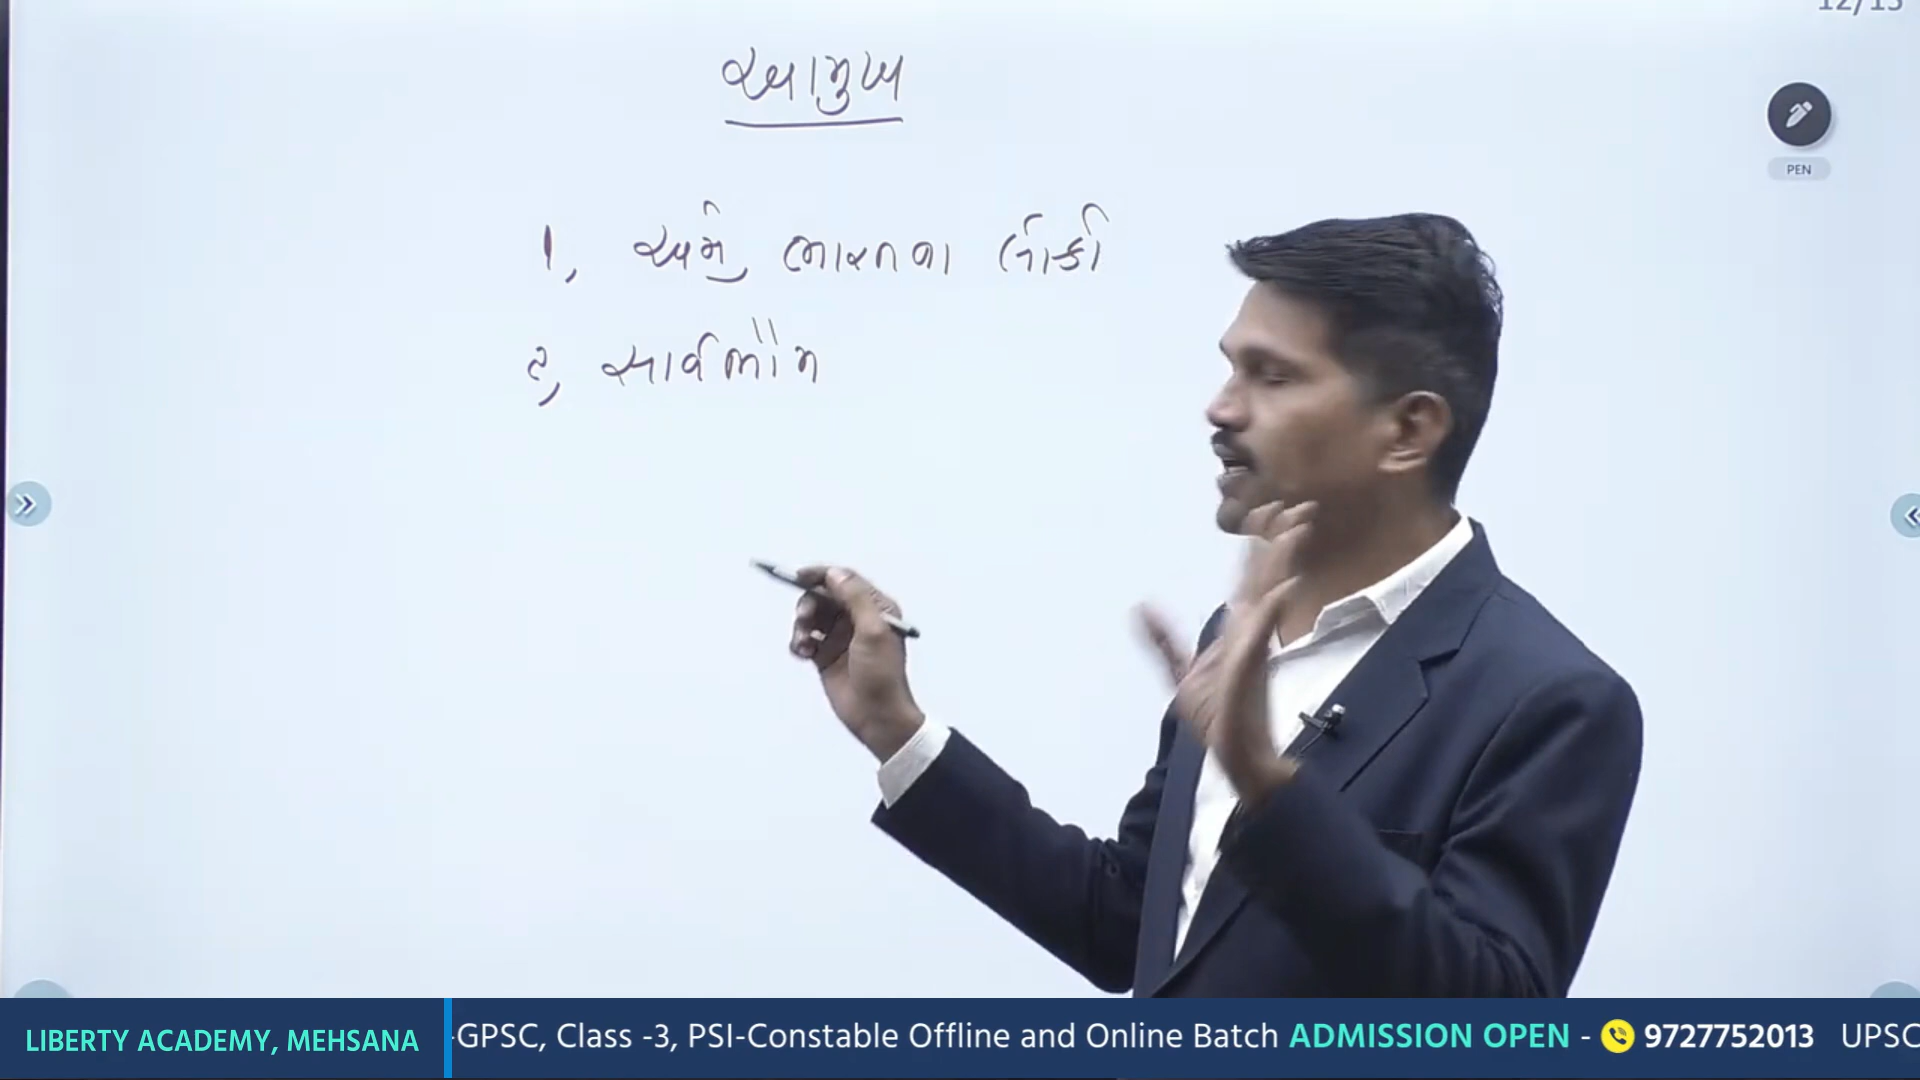 12/13
આમુખ
PEN
1, અમે, ભારતના લોકો
2, સાર્વભૌમ
LIBERTY ACADEMY, MEHSANA
-GPSC, Class -3, PSI-Constable Offline and Online Batch ADMISSION OPEN - 9727752013 UPSC